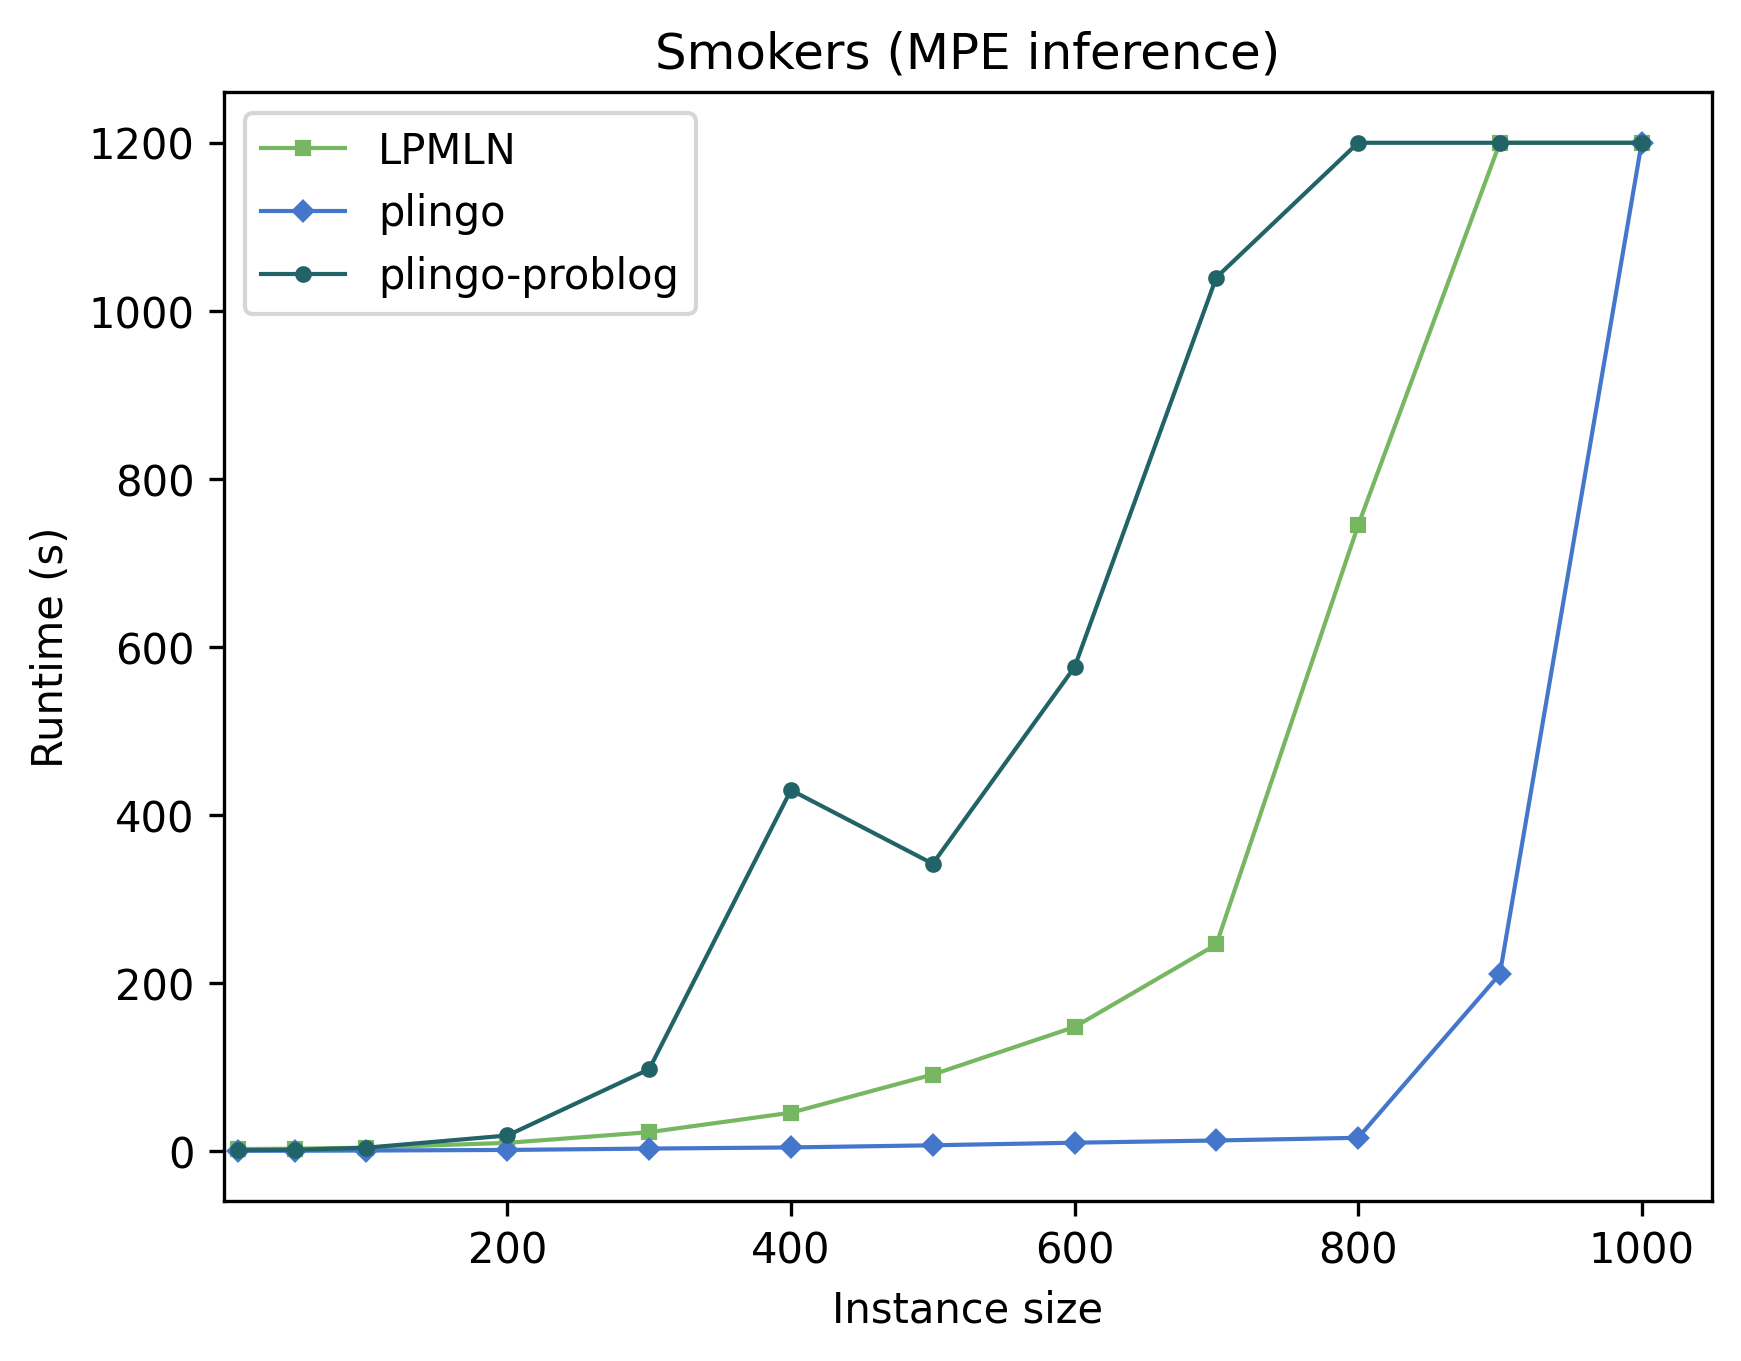 Smokers (MPE inference)
LPMLN
plingo
plingo-problog
1200
1000
800
600
400
200
0
Runtime (s)
200 400 600 800 1000
Instance size